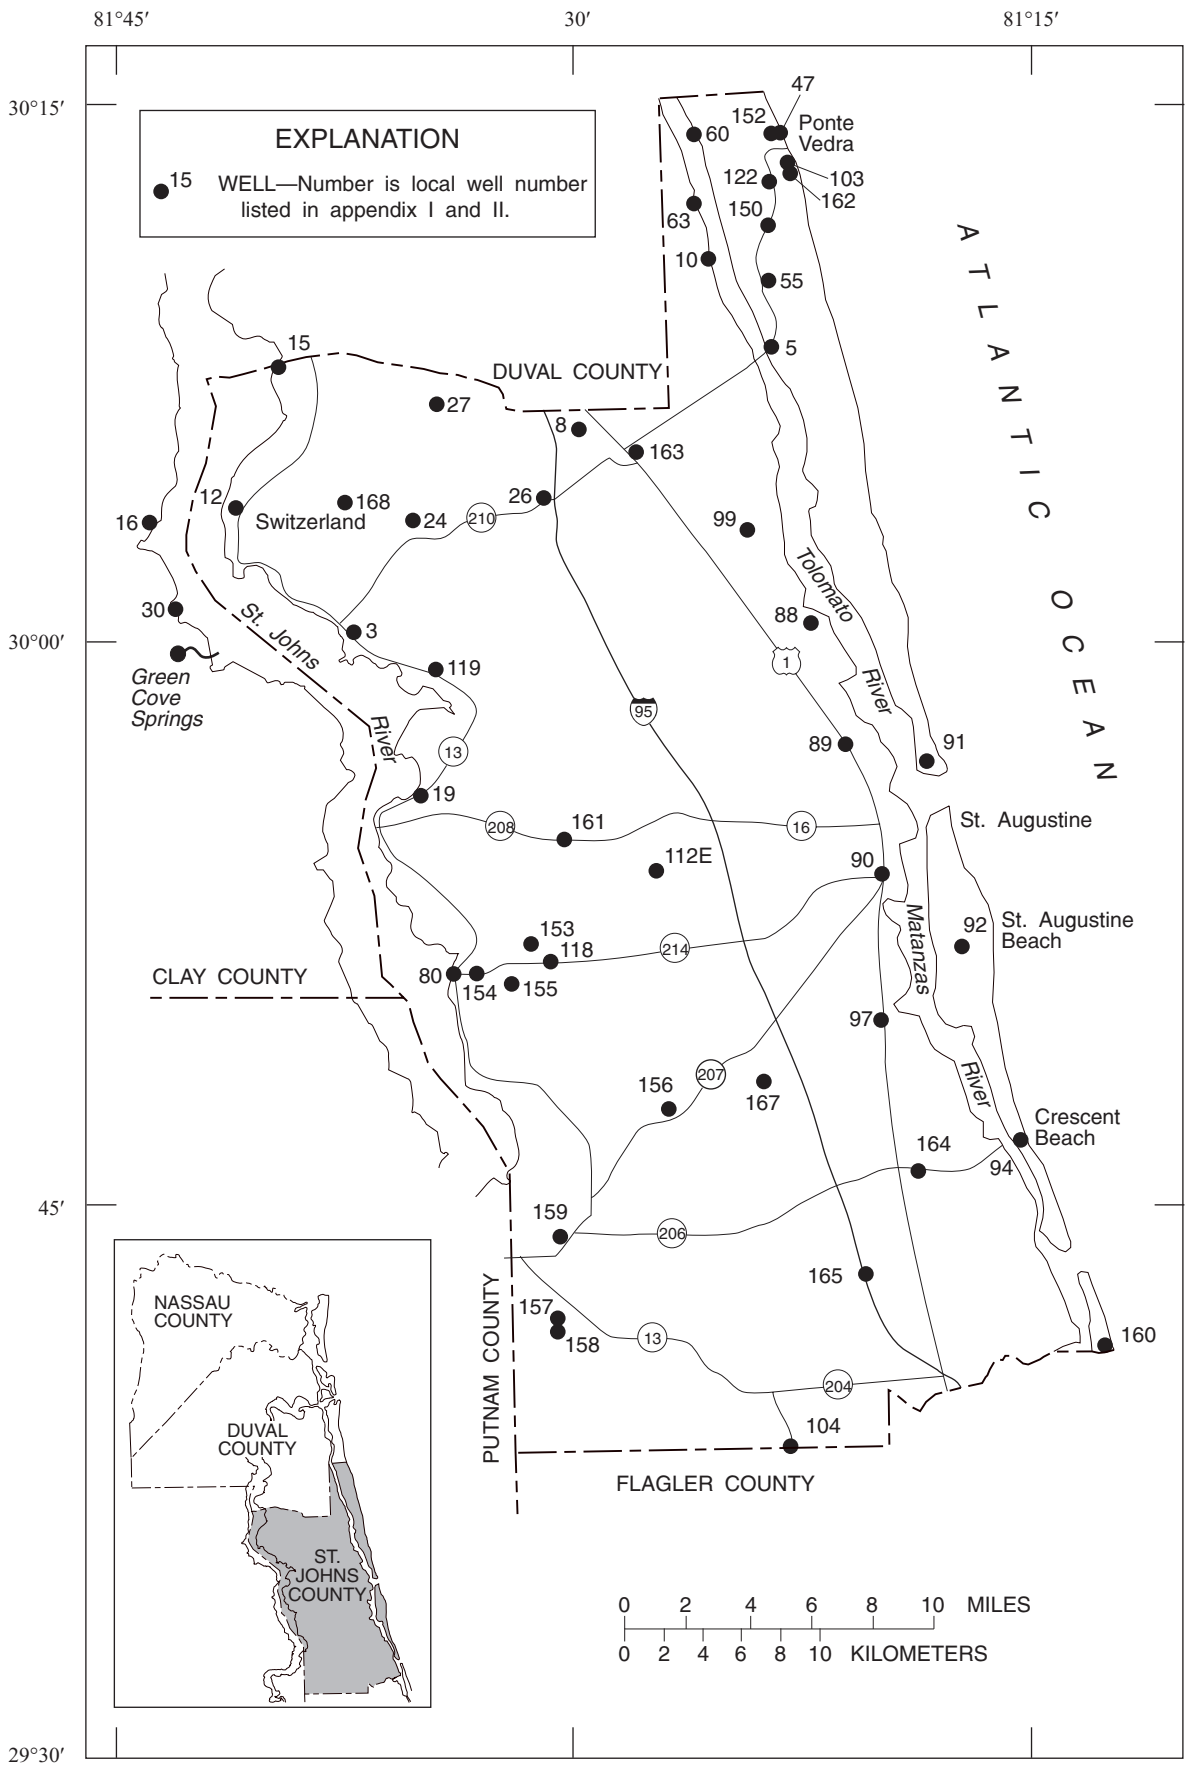 81°45′
30′
81°15′
30°15′
EXPLANATION
15
WELL—Number is local well number
listed in appendix I and II.
47
152
Ponte
Vedra
60
103
122
162
63
150
10
55
5
ATLANTIC OCEAN
15
DUVAL COUNTY
27
8
163
12
168
26
16
Switzerland
24
210
99
Tolomato
River
30
St. Johns
River
3
88
30°00′
119
1
Green
Cove
Springs
95
13
89
91
19
208
161
16
St. Augustine
112E
90
153
118
214
Matanzas
River
92
St. Augustine
Beach
CLAY COUNTY
80
154
155
97
207
156
167
Crescent
Beach
164
94
45′
159
206
165
157
158
13
160
PUTNAM COUNTY
204
104
FLAGLER COUNTY
NASSAU
COUNTY
DUVAL
COUNTY
ST.
JOHNS
COUNTY
0 2 4 6 8 10 MILES
0 2 4 6 8 10 KILOMETERS
29°30′